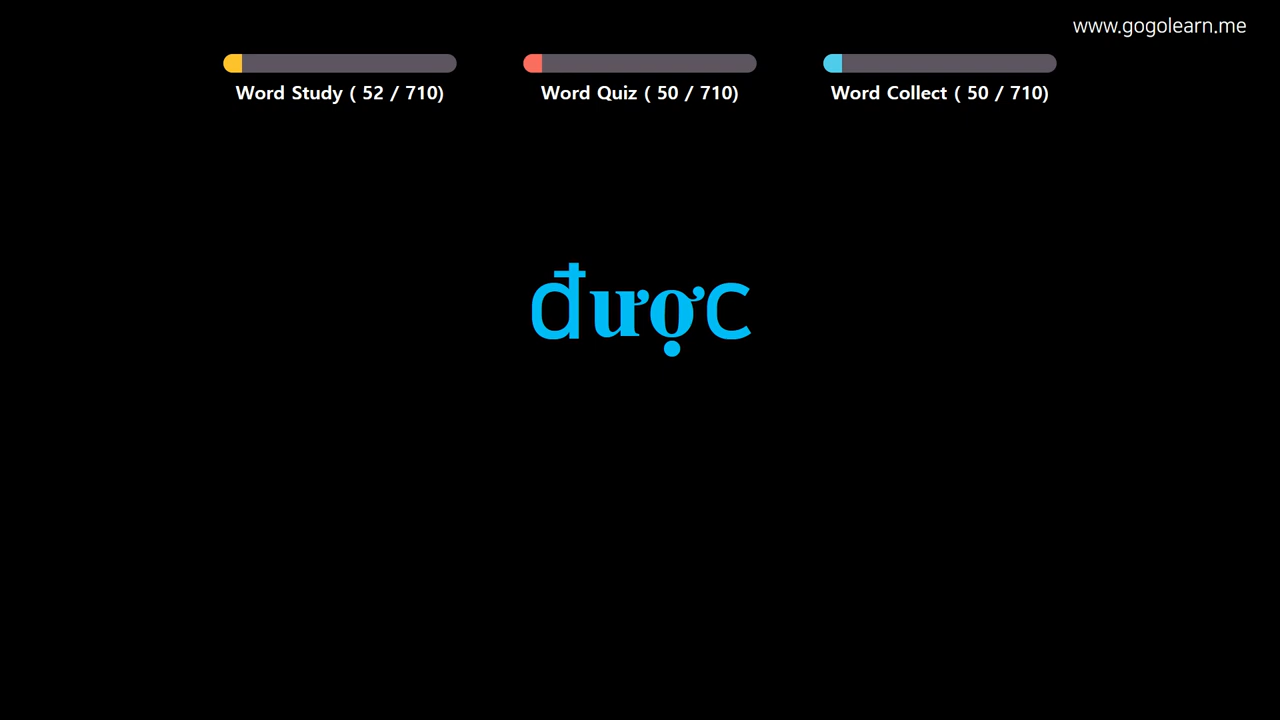 www.gogolearn.me
Word Study ( 52 / 710)
Word Quiz ( 50 / 710)
Word Collect ( 50 / 710)
được